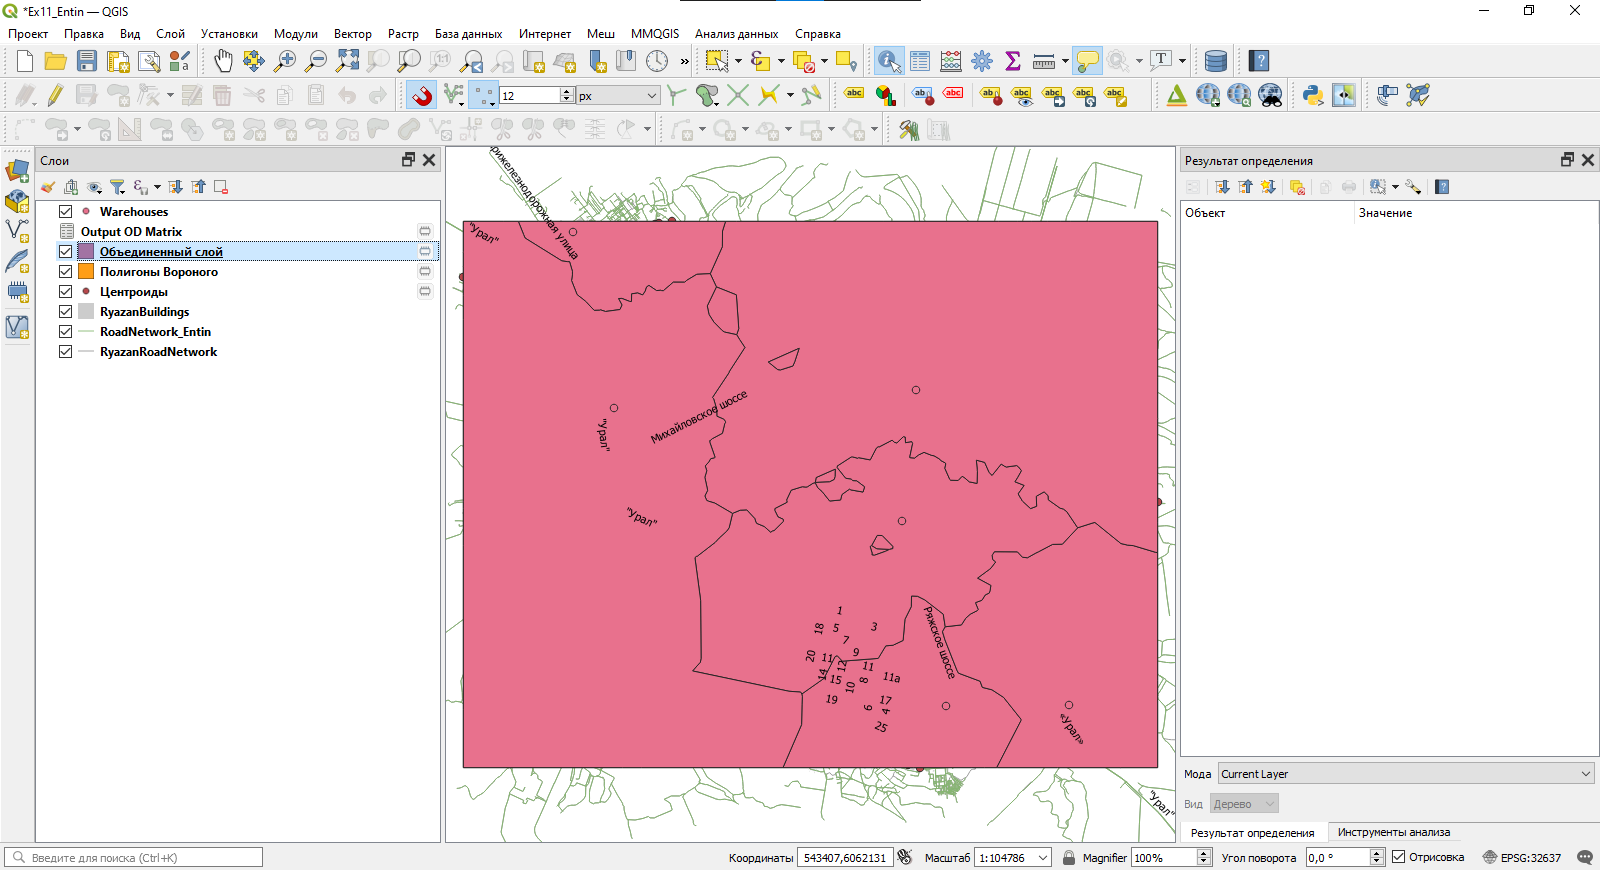 *Ex11_Entin — QGIS
Проект Правка Вид Слой Установки Модули Вектор Растр База данных Интернет Меш MMQGIS Анализ данных Справка
12 px
Слои
Warehouses
Output OD Matrix
Объединенный слой
Полигоны Вороного
Центроиды
RyazanBuildings
RoadNetwork_Entin
RyazanRoadNetwork
"Урал"
Михайловское шоссе
"Урал"
"Урал"
1
18 5 3
7
20 11 12 9 11
14 15 10 8 11а
19 6 17 4
25
Ряжское шоссе
«Урал»
"Урал"
Результат определения
Объект Значение
Мода Current Layer
Вид Дерево
Результат определения Инструменты анализа
Введите для поиска (Ctrl+K)
Координаты 543407,6062131 Масштаб 1:104786 Magnifier 100% Угол поворота 0,0 ° Отрисовка EPSG:32637